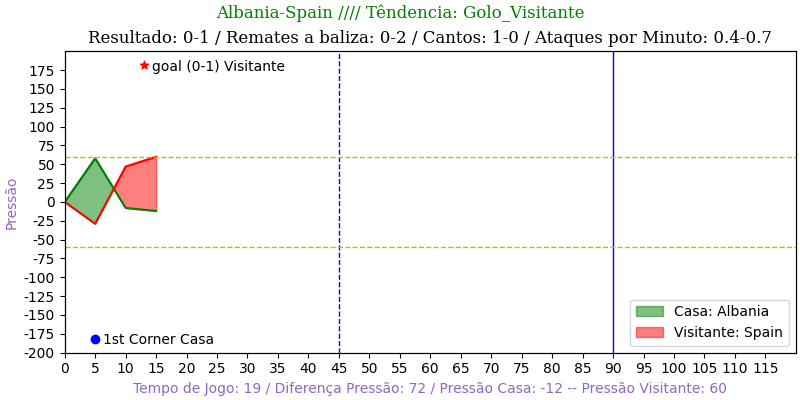 Albania-Spain //// Têndencia: Golo_Visitante
Resultado: 0-1 / Remates a baliza: 0-2 / Cantos: 1-0 / Ataques por Minuto: 0.4-0.7
goal (0-1) Visitante
175
150
125
100
75
50
25
0
-25
-50
-75
-100
-125
-150
-175
-200
Pressão
1st Corner Casa
Casa: Albania
Visitante: Spain
0 5 10 15 20 25 30 35 40 45 50 55 60 65 70 75 80 85 90 95 100 105 110 115
Tempo de Jogo: 19 / Diferença Pressão: 72 / Pressão Casa: -12 -- Pressão Visitante: 60